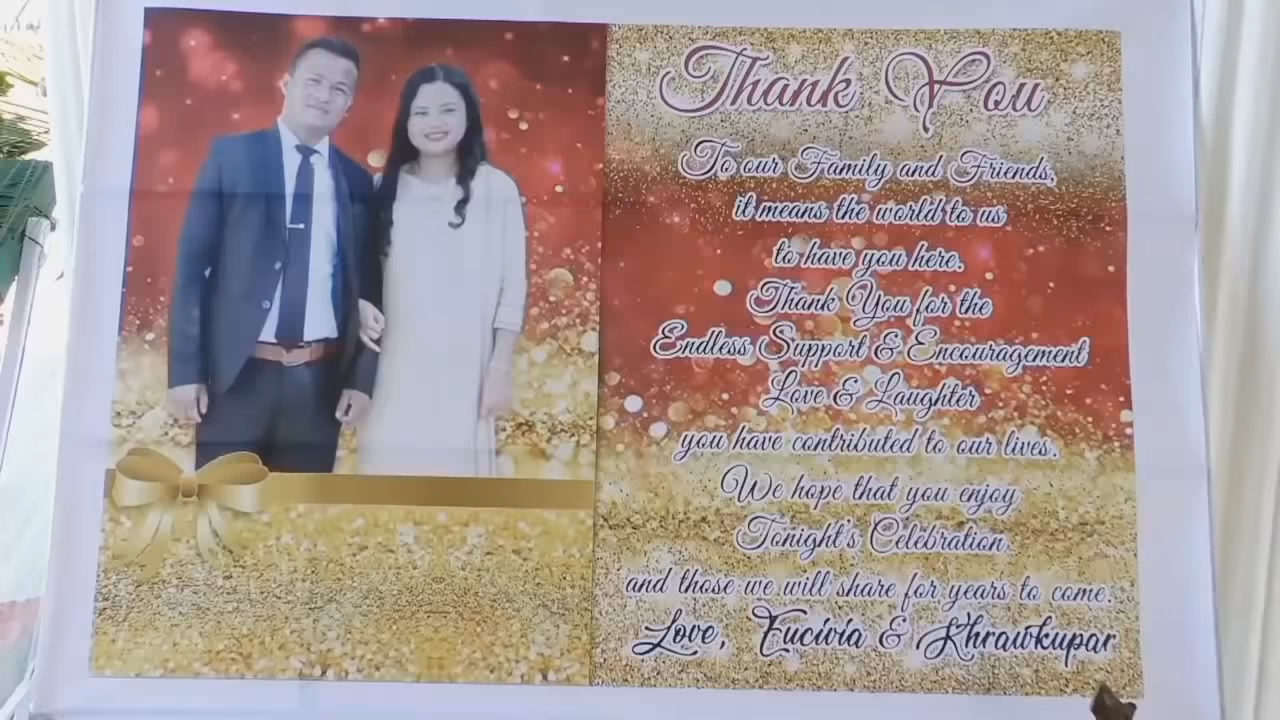 Thank You
To our Family and Friends,
it means the world to us
to have you here.
Thank You for the
Endless Support & Encouragement
Love & Laughter
you have contributed to our lives.
We hope that you enjoy
Tonight's Celebration,
and those we will share for years to come.
Love, Eucivia & Khrawkupar